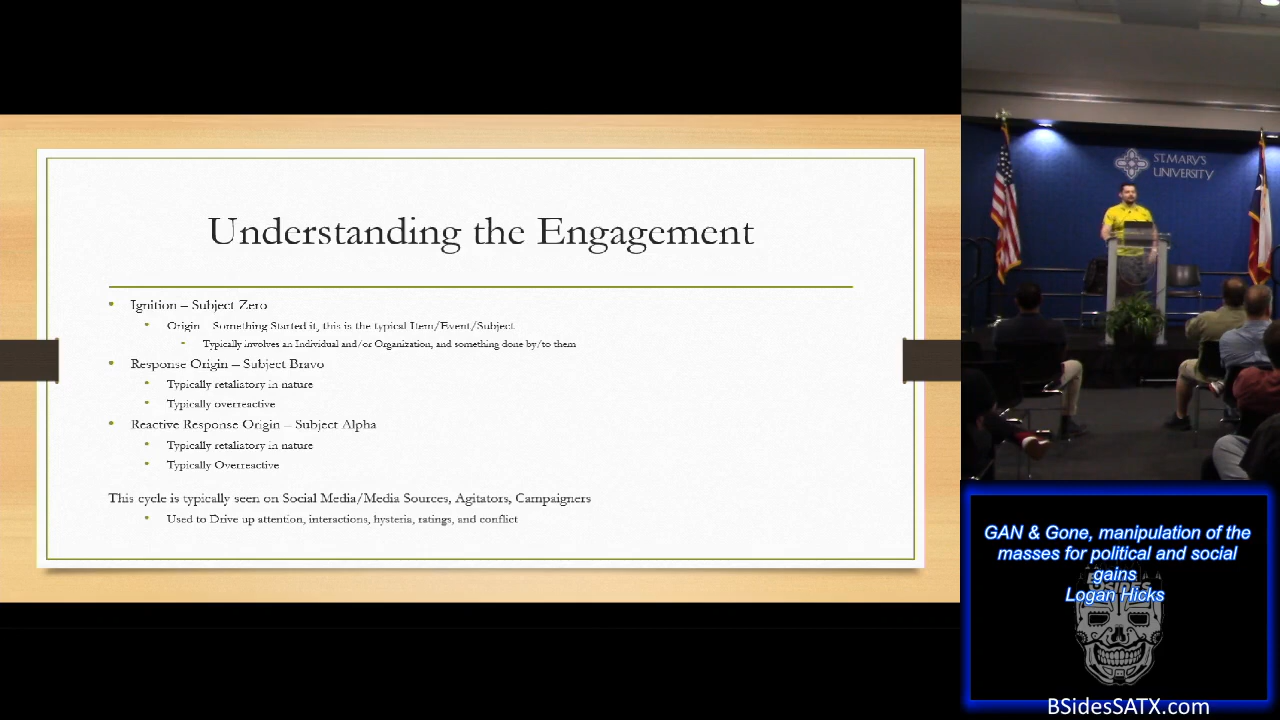 Understanding the Engagement
Ignition – Subject Zero
Origin – Something Started it, this is the typical Item/Event/Subject
Typically involves an Individual and/or Organization, and something done by/to them
Response Origin – Subject Bravo
Typically retaliatory in nature
Typically overreactive
Reactive Response Origin – Subject Alpha
Typically retaliatory in nature
Typically Overreactive
This cycle is typically seen on Social Media/Media Sources, Agitators, Campaigners
Used to Drive up attention, interactions, hysteria, ratings, and conflict
ST. MARY'S
UNIVERSITY
GAN & Gone, manipulation of the
masses for political and social
gains
BSIDES
Logan Hicks
BSidesSATX.com